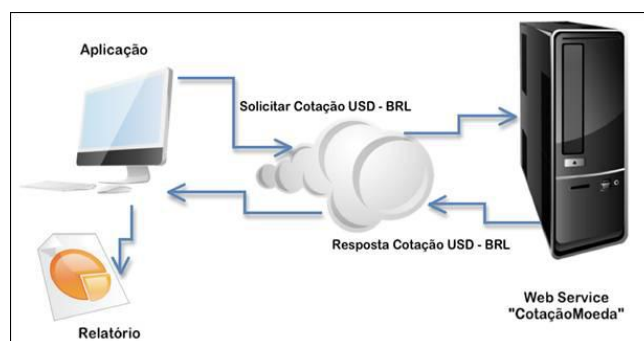 Aplicação
Solicitar Cotação USD - BRL
Resposta Cotação USD - BRL
Relatório
Web Service
"CotaçãoMoeda"